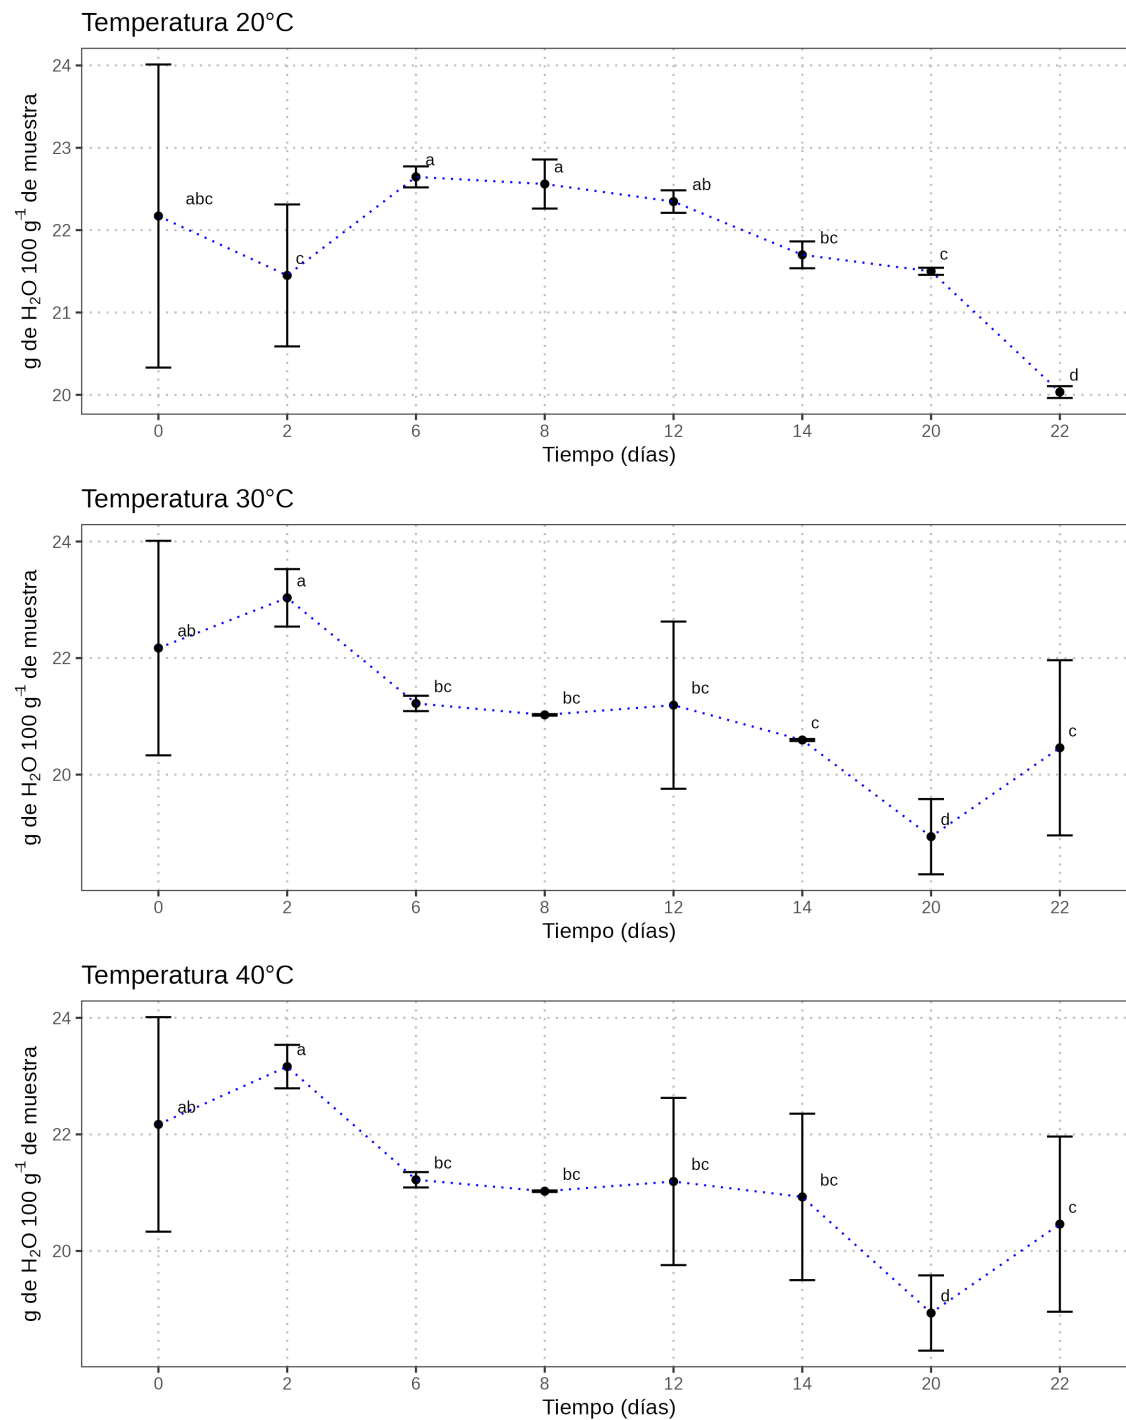 Temperatura 20°C
g de H₂O 100 g⁻¹ de muestra
24
23
22
21
20
abc
c
a
a
ab
bc
c
d
0 2 6 8 12 14 20 22
Tiempo (días)
Temperatura 30°C
g de H₂O 100 g⁻¹ de muestra
24
22
20
ab
a
bc
bc
bc
c
d
c
0 2 6 8 12 14 20 22
Tiempo (días)
Temperatura 40°C
g de H₂O 100 g⁻¹ de muestra
24
22
20
ab
a
bc
bc
bc
bc
d
c
0 2 6 8 12 14 20 22
Tiempo (días)